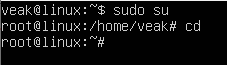 veak@linux:~$ sudo su
root@linux:/home/veak# cd
root@linux:~#